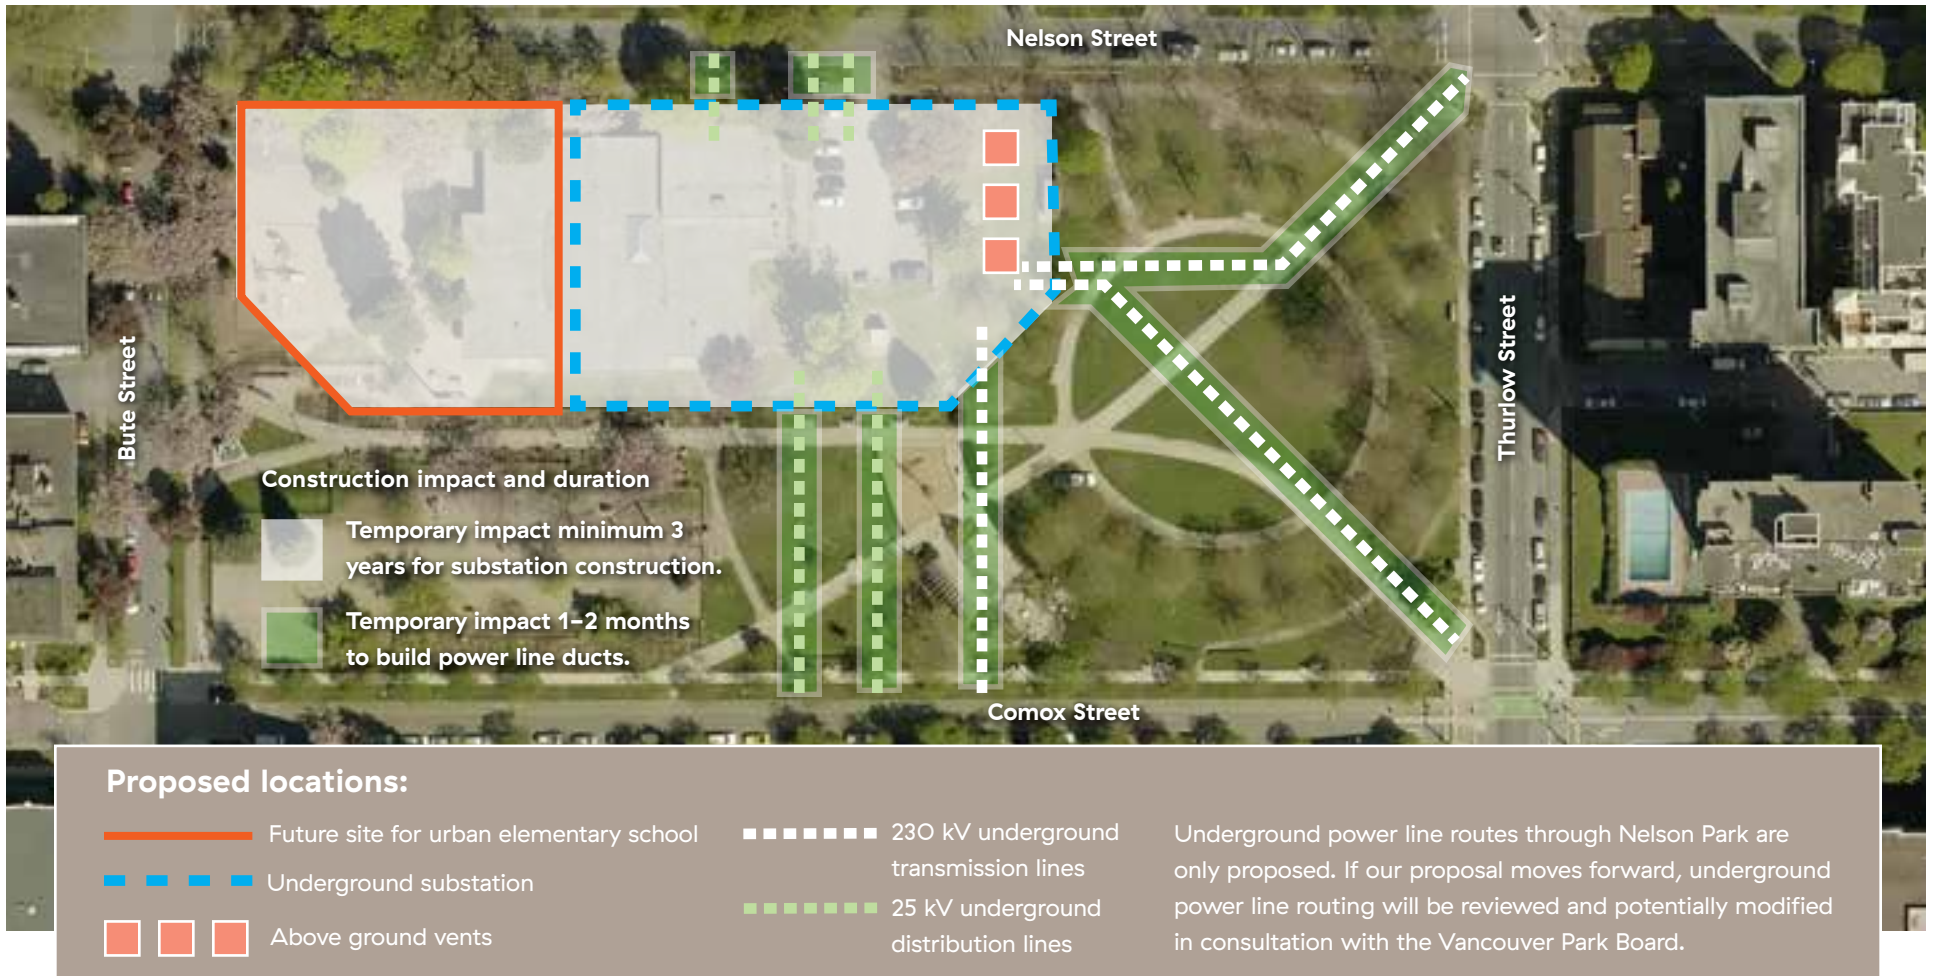 Nelson Street
Bute Street
Thurlow Street
Construction impact and duration
Temporary impact minimum 3
years for substation construction.
Temporary impact 1–2 months
to build power line ducts.
Comox Street
Proposed locations:
Future site for urban elementary school
Underground substation
Above ground vents
230 kV underground
transmission lines
25 kV underground
distribution lines
Underground power line routes through Nelson Park are
only proposed. If our proposal moves forward, underground
power line routing will be reviewed and potentially modified
in consultation with the Vancouver Park Board.